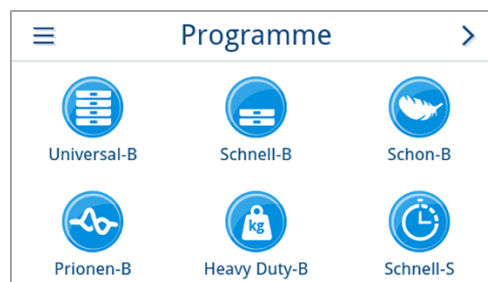 Programme
Universal-B Schnell-B Schon-B
kg
Prionen-B Heavy Duty-B Schnell-S